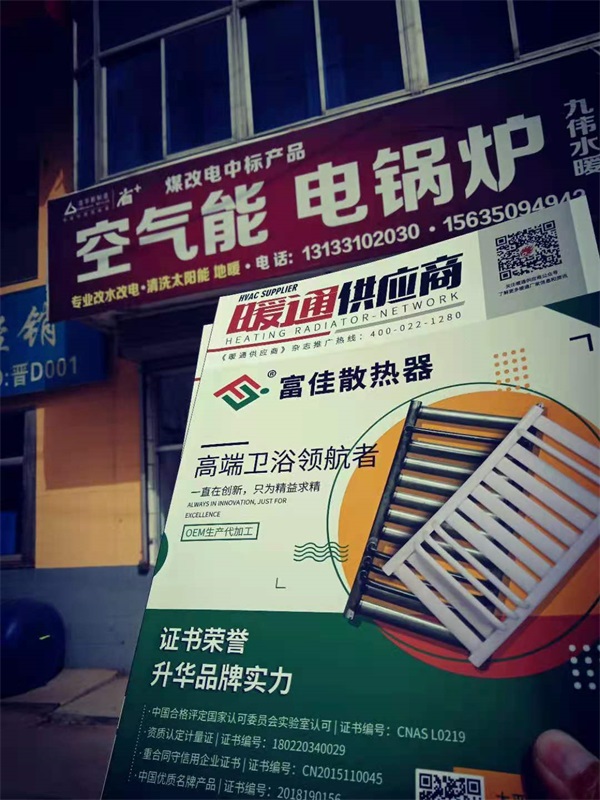 煤改电中标产品
空气能 电锅炉
九伟水暖
专业改水改电·清洗太阳能 地暖·电话：13133102030·15635094942
:晋D001
HVAC SUPPLIER
暖通供应商
HEATING RADIATOR-NETWORK
《暖通供应商》杂志推广热线：400-022-1280
® 富佳散热器
高端卫浴领航者
一直在创新，只为精益求精
ALWAYS IN INNOVATION, JUST FOR
EXCELLENCE
OEM生产代加工
证书荣誉
升华品牌实力
·中国合格评定国家认可委员会实验室认可 | 证书编号：CNAS L0219
·资质认定计量证 | 证书编号：180220340029
·重合同守信用企业证书 | 证书编号：CN2015110045
·中国优质名牌产品 | 证书编号：2018190156